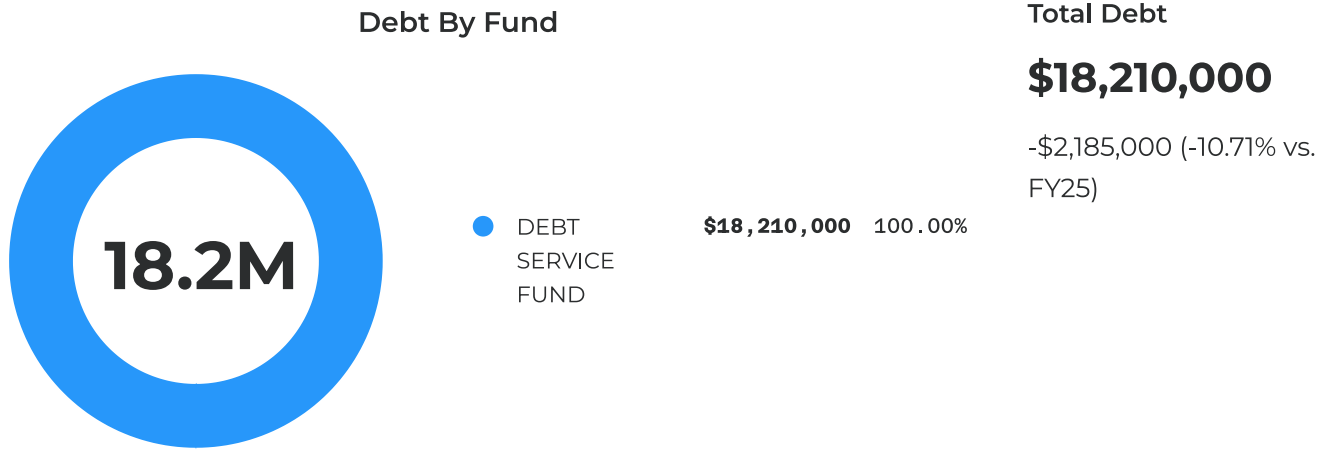 Debt By Fund
18.2M
DEBT
SERVICE
FUND
$18,210,000 100.00%
Total Debt
$18,210,000
-$2,185,000 (-10.71% vs.
FY25)